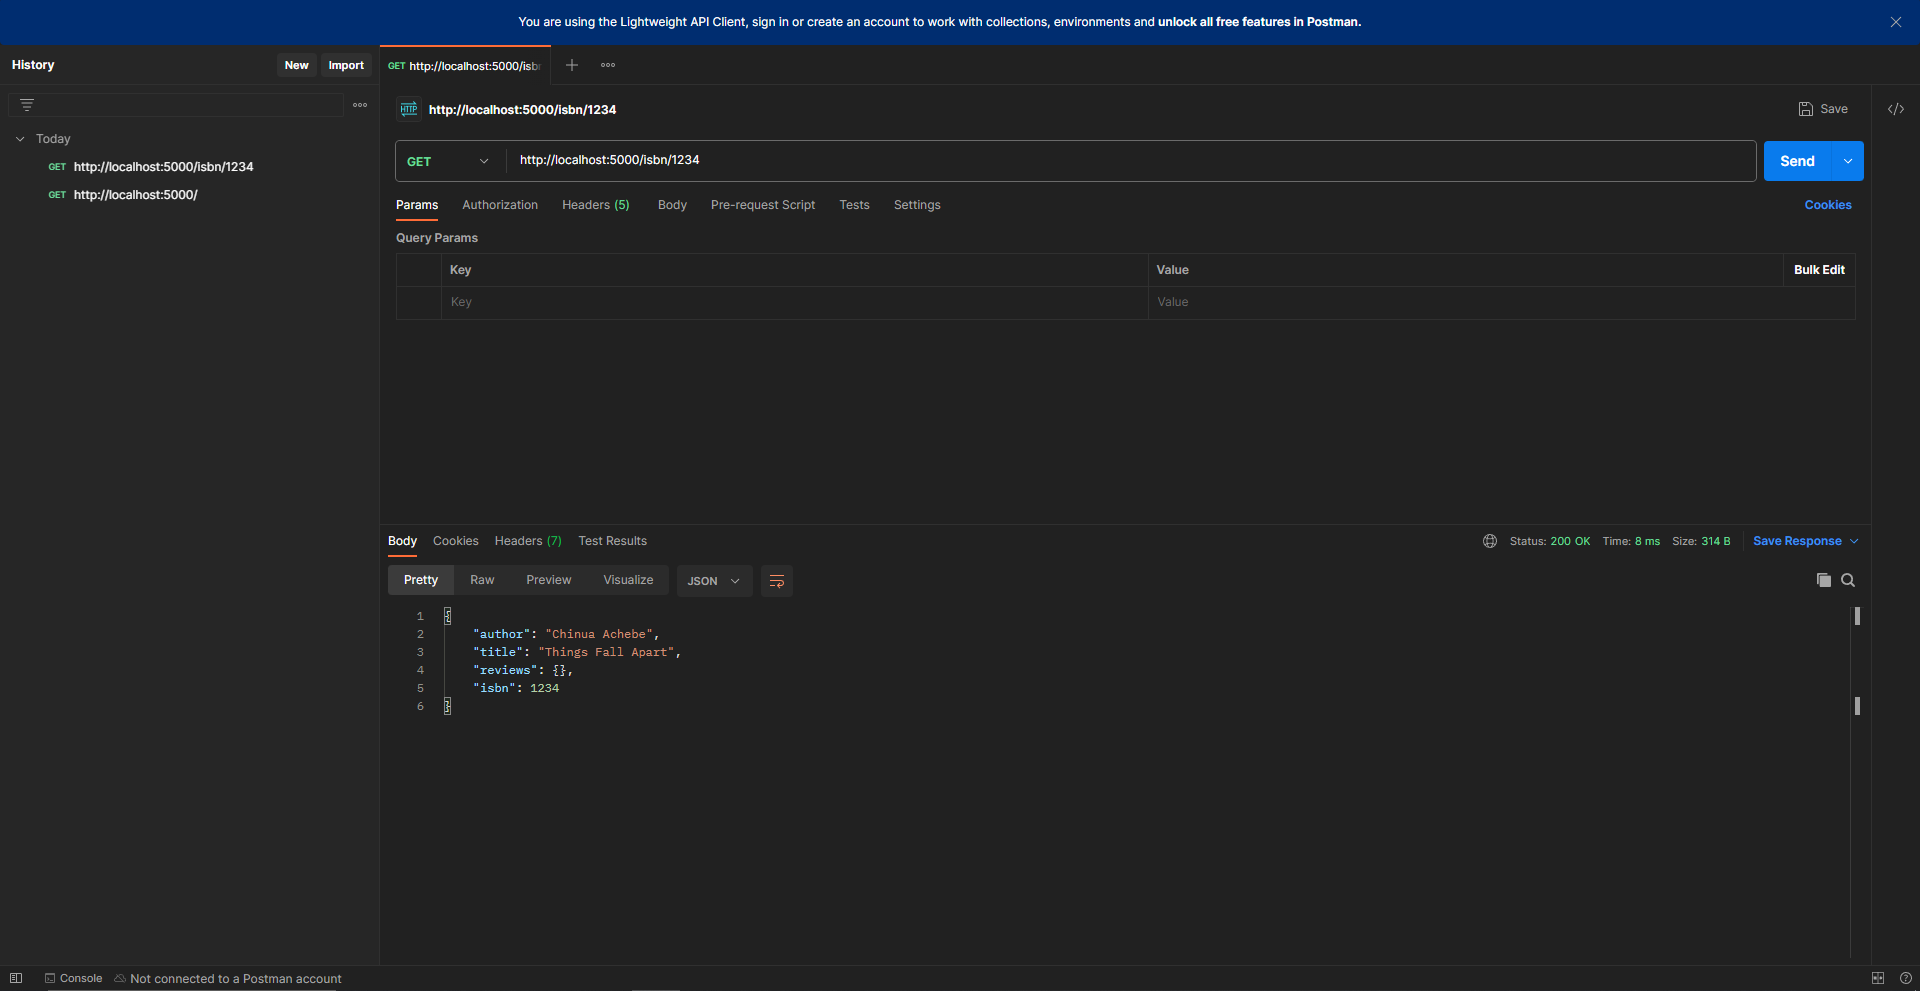 You are using the Lightweight API Client, sign in or create an account to work with collections, environments and unlock all free features in Postman.
History
New
Import
GET http://localhost:5000/isb
HTTP http://localhost:5000/isbn/1234
Save
Today
GET http://localhost:5000/isbn/1234
GET http://localhost:5000/
GET
http://localhost:5000/isbn/1234
Send
Params
Authorization
Headers (5)
Body
Pre-request Script
Tests
Settings
Cookies
Query Params
Key
Value
Bulk Edit
Key
Value
Body
Cookies
Headers (7)
Test Results
Status: 200 OK
Time: 8 ms
Size: 314 B
Save Response
Pretty
Raw
Preview
Visualize
JSON
1 {
2 "author": "Chinua Achebe",
3 "title": "Things Fall Apart",
4 "reviews": {},
5 "isbn": 1234
6 }
Console
Not connected to a Postman account